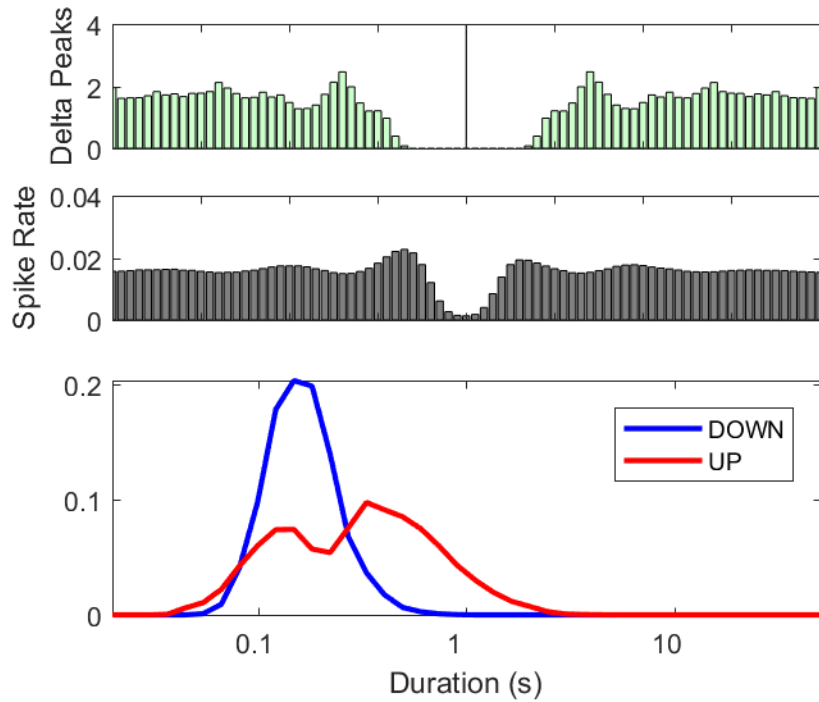 Delta Peaks
4
2
0
Spike Rate
0.04
0.02
0
0.2
0.1
0
DOWN
UP
0.1
1
10
Duration (s)